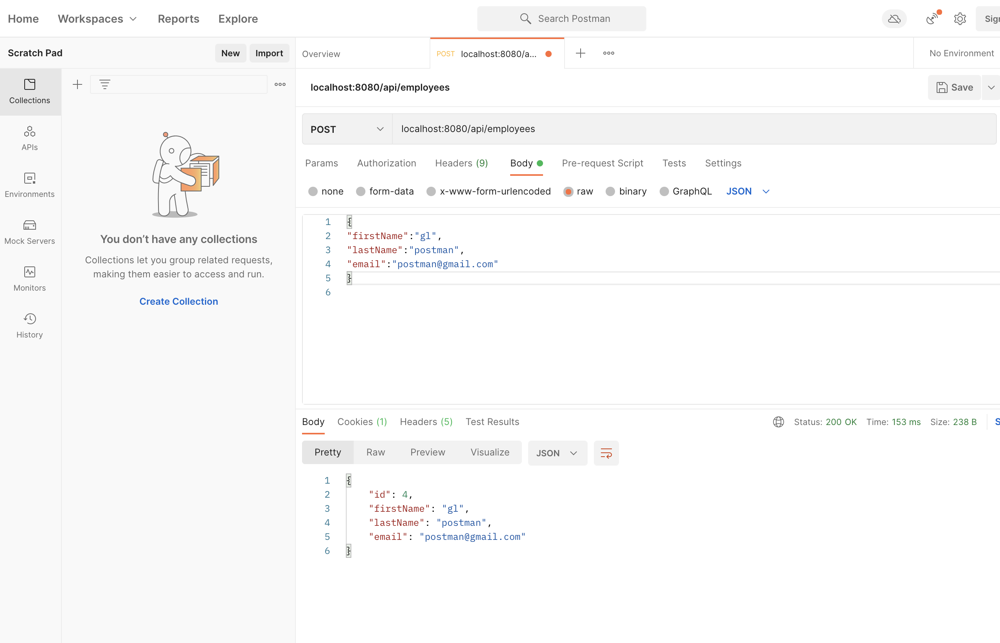 Home Workspaces Reports Explore Search Postman
Scratch Pad New Import Overview POST localhost:8080/a... No Environment
Collections
APIs
Environments
Mock Servers
Monitors
History
You don’t have any collections
Collections let you group related requests,
making them easier to access and run.
Create Collection
localhost:8080/api/employees Save
POST localhost:8080/api/employees
Params Authorization Headers (9) Body Pre-request Script Tests Settings
none form-data x-www-form-urlencoded raw binary GraphQL JSON
1 {
2 "firstName":"gl",
3 "lastName":"postman",
4 "email":"postman@gmail.com"
5 }
6
Body Cookies (1) Headers (5) Test Results Status: 200 OK Time: 153 ms Size: 238 B
Pretty Raw Preview Visualize JSON
1 {
2 "id": 4,
3 "firstName": "gl",
4 "lastName": "postman",
5 "email": "postman@gmail.com"
6 }